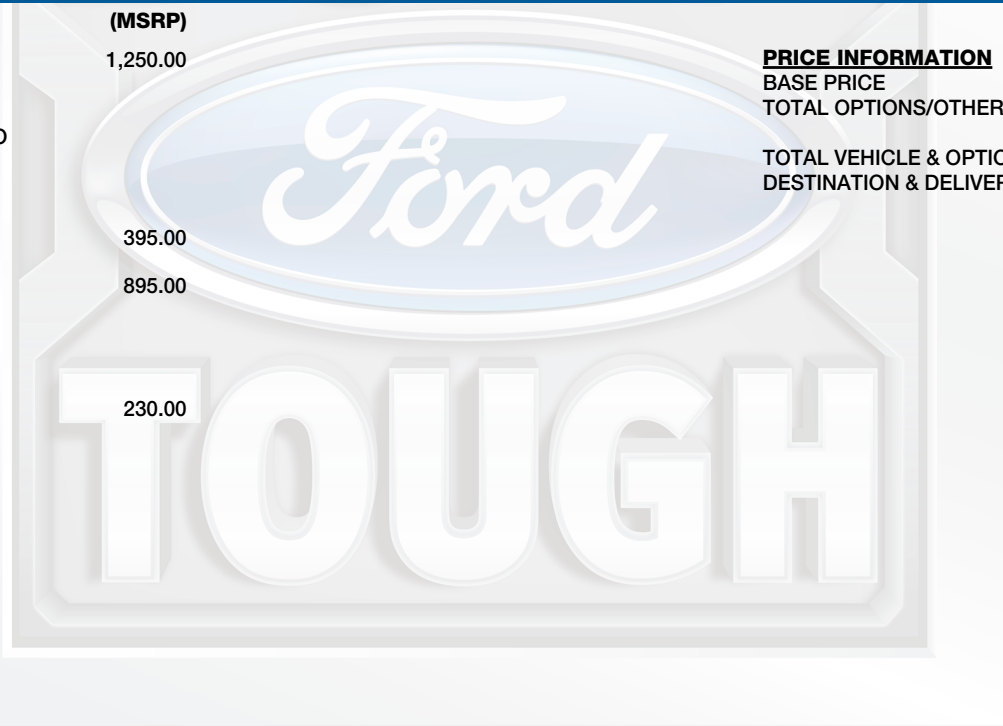 (MSRP)
1,250.00
395.00
895.00
230.00
PRICE INFORMATION
BASE PRICE
TOTAL OPTIONS/OTHER
TOTAL VEHICLE & OPTIO
DESTINATION & DELIVER
Ford
TOUGH